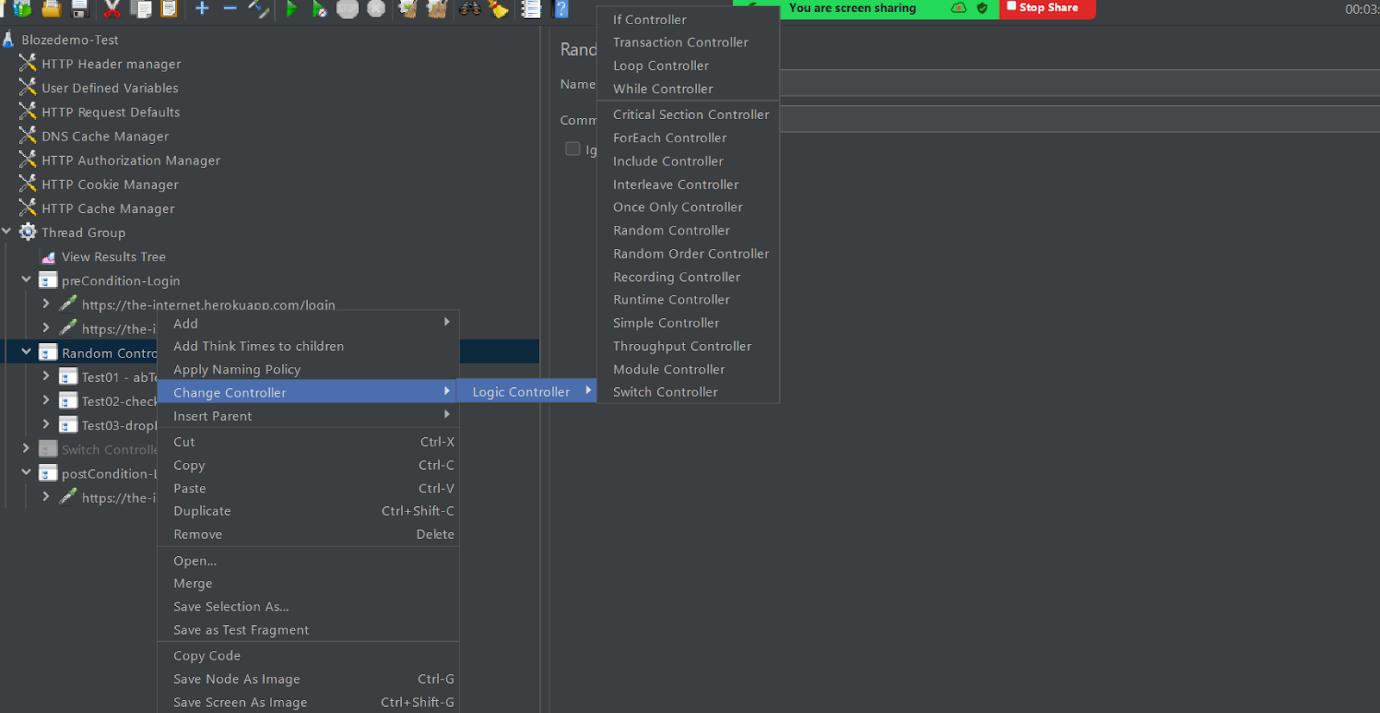 You are screen sharing
Stop Share
00:03:
Blozedemo-Test
HTTP Header manager
User Defined Variables
HTTP Request Defaults
DNS Cache Manager
HTTP Authorization Manager
HTTP Cookie Manager
HTTP Cache Manager
Thread Group
View Results Tree
preCondition-Login
https://the-internet.herokuapp.com/login
https://the-i
Random Contro
Test01 - abTe
Test02-check
Test03-dropl
Switch Controlle
postCondition-L
https://the-i
Add
Add Think Times to children
Apply Naming Policy
Change Controller
Insert Parent
Cut Ctrl-X
Copy Ctrl-C
Paste Ctrl-V
Duplicate Ctrl+Shift-C
Remove Delete
Open...
Merge
Save Selection As...
Save as Test Fragment
Copy Code
Save Node As Image Ctrl-G
Save Screen As Image Ctrl+Shift-G
Logic Controller
If Controller
Transaction Controller
Loop Controller
While Controller
Critical Section Controller
ForEach Controller
Include Controller
Interleave Controller
Once Only Controller
Random Controller
Random Order Controller
Recording Controller
Runtime Controller
Simple Controller
Throughput Controller
Module Controller
Switch Controller
Rand
Name
Comm
Ig